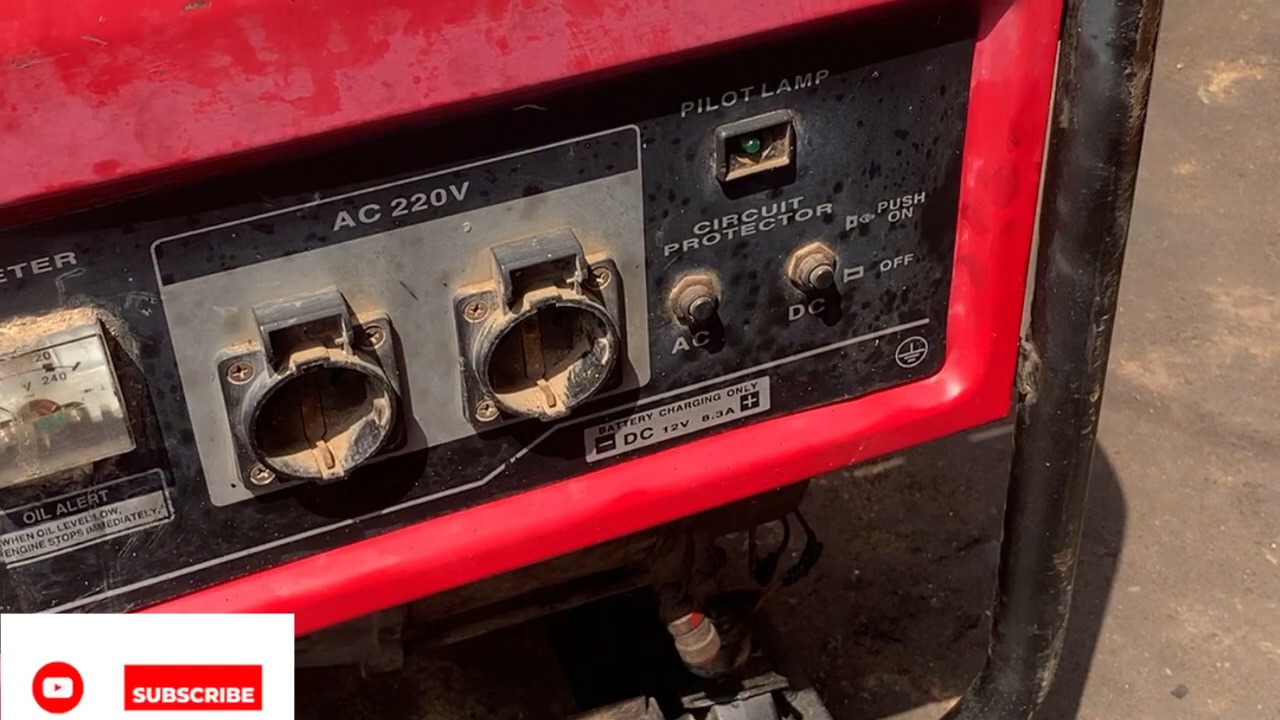 PILOT LAMP
AC 220V
CIRCUIT
PROTECTOR
PUSH
ON
OFF
AC
DC
ETER
20
V 240
BATTERY CHARGING ONLY
− DC 12V 8.3A +
OIL ALERT
WHEN OIL LEVEL LOW,
ENGINE STOPS IMMEDIATELY.
SUBSCRIBE